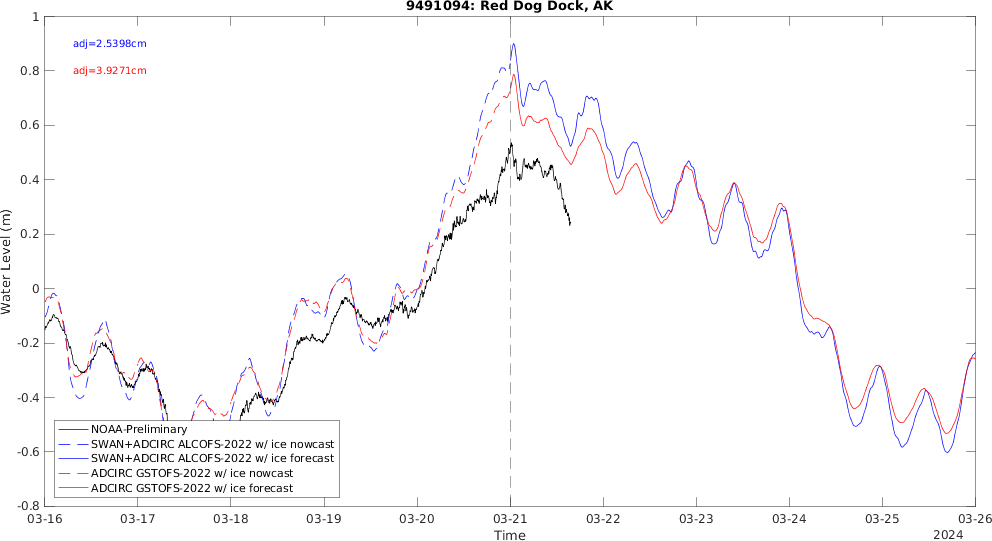 9491094: Red Dog Dock, AK
adj=2.5398cm
adj=3.9271cm
1
0.8
0.6
0.4
0.2
0
-0.2
-0.4
-0.6
-0.8
Water Level (m)
NOAA-Preliminary
SWAN+ADCIRC ALCOFS-2022 w/ ice nowcast
SWAN+ADCIRC ALCOFS-2022 w/ ice forecast
ADCIRC GSTOFS-2022 w/ ice nowcast
ADCIRC GSTOFS-2022 w/ ice forecast
03-16 03-17 03-18 03-19 03-20 03-21 03-22 03-23 03-24 03-25 03-26
Time
2024